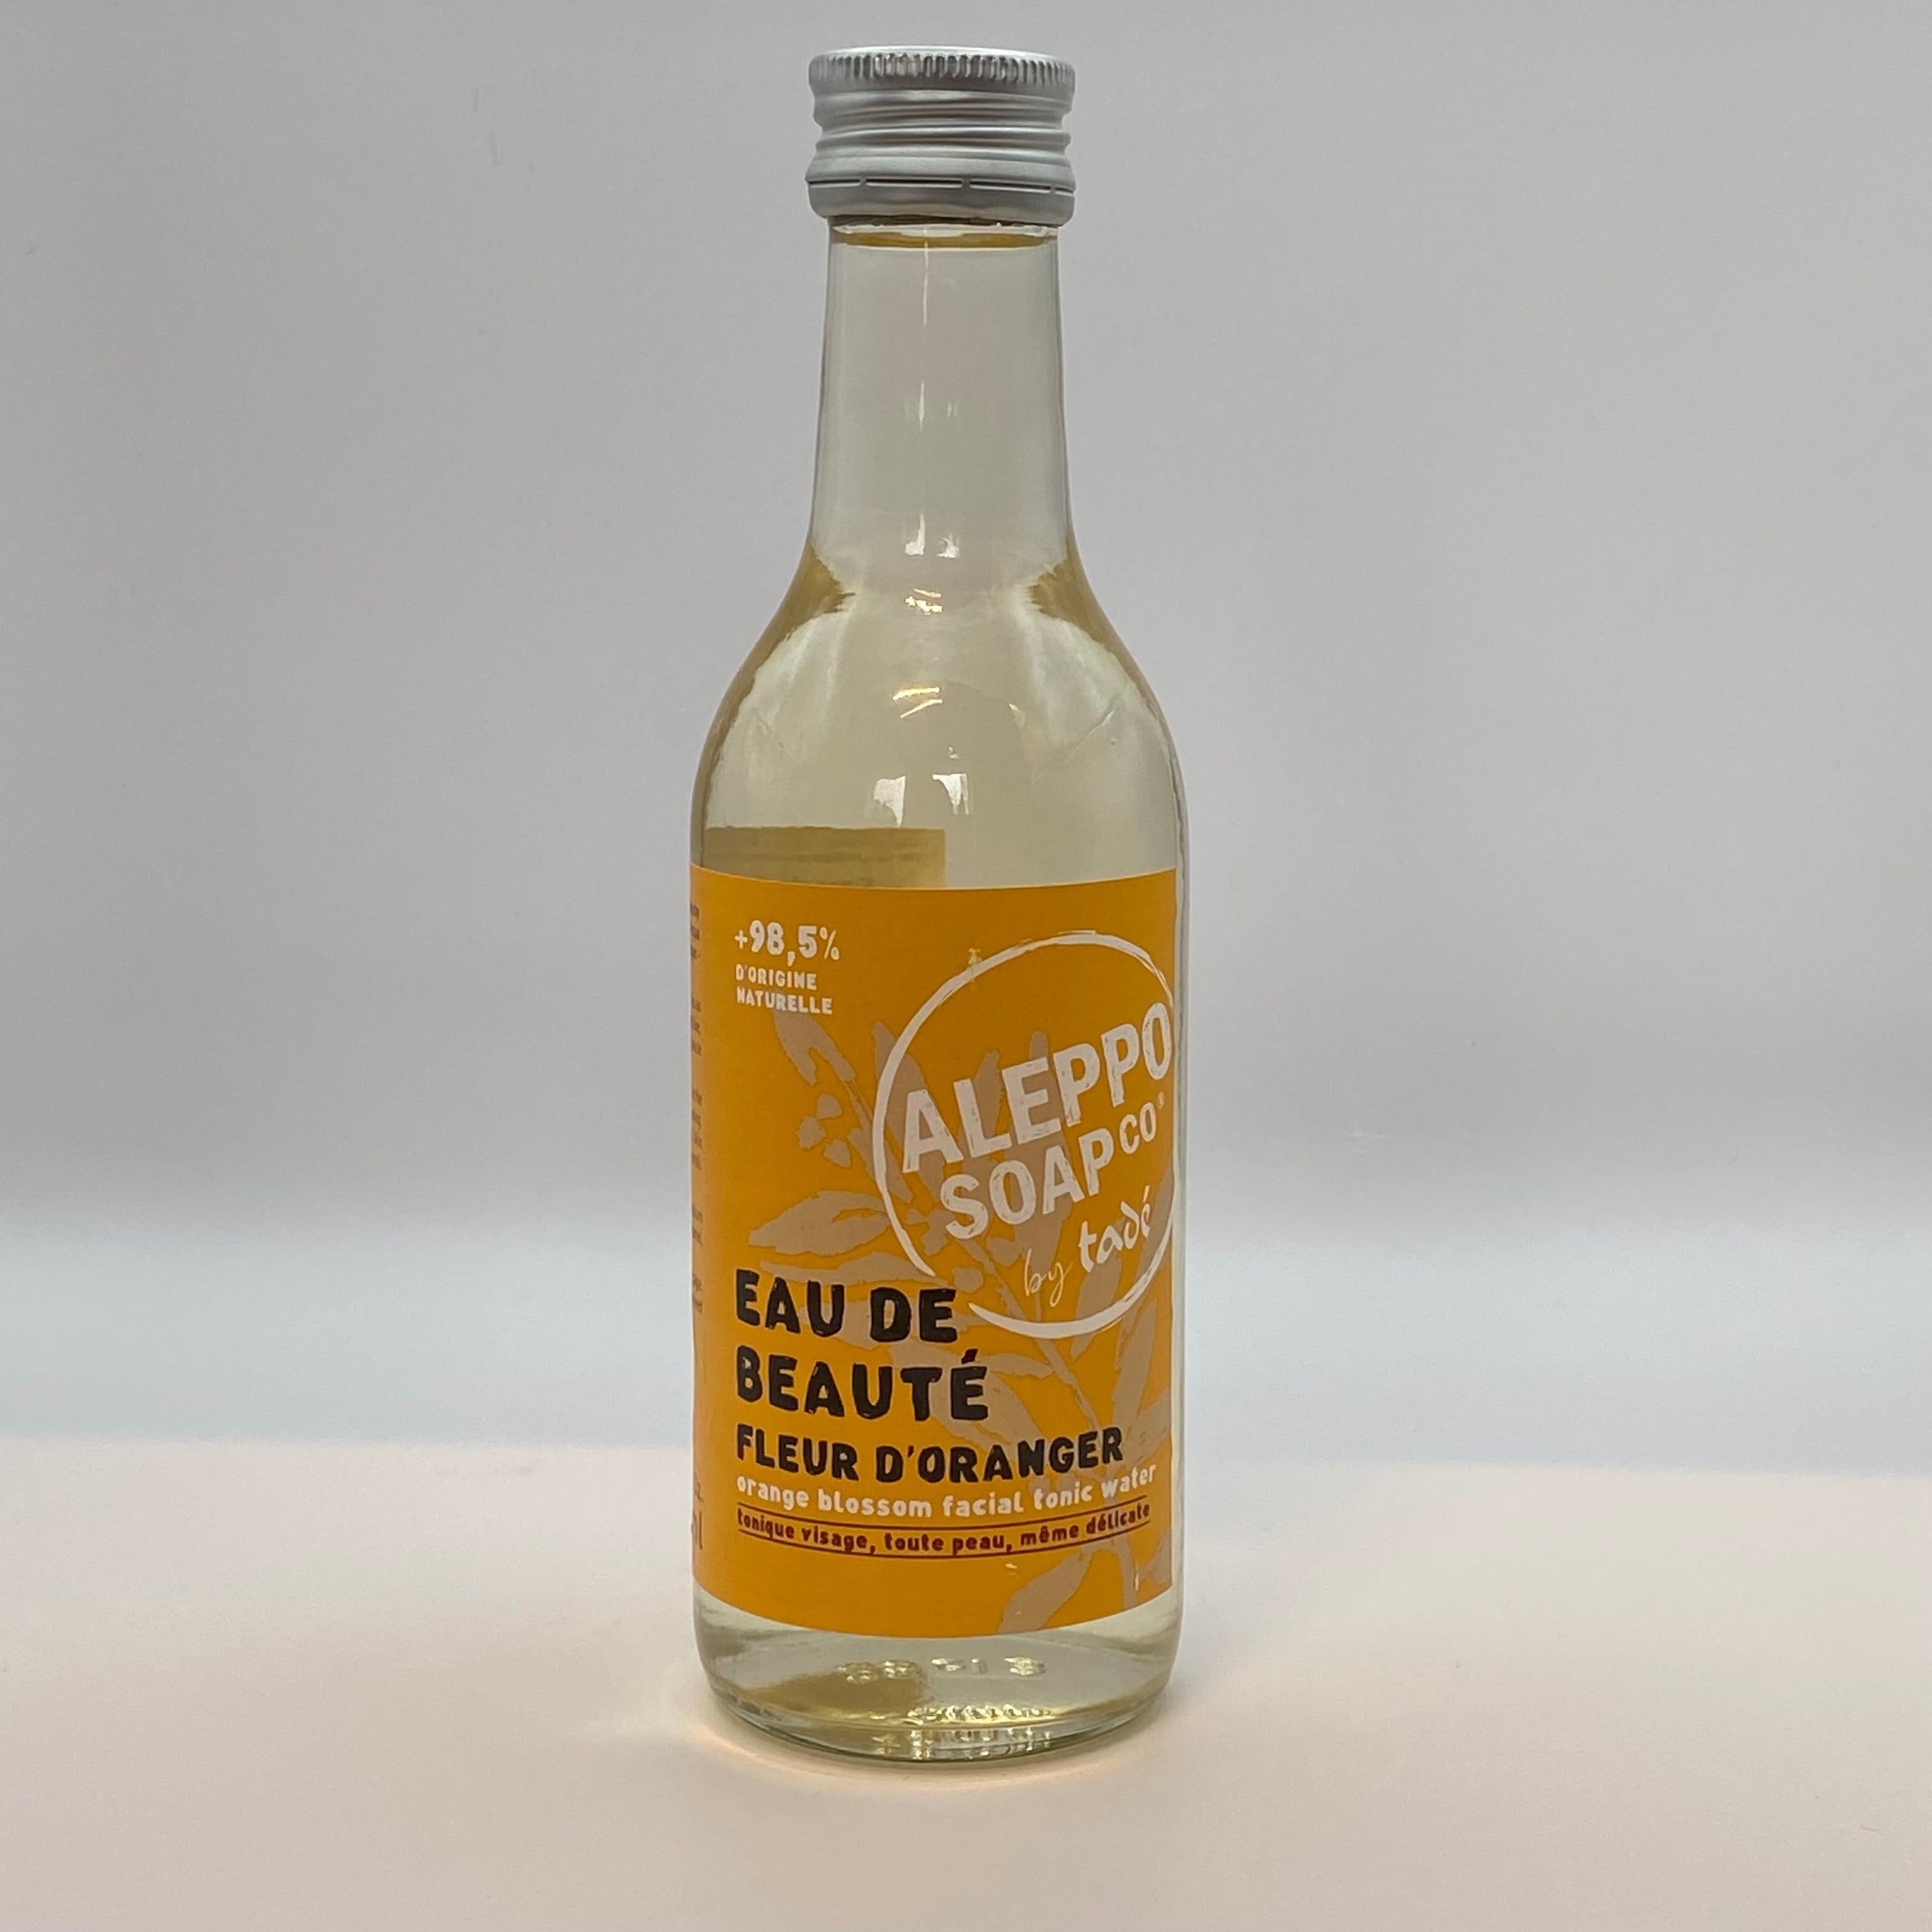 +98,5%
D'ORIGINE
NATURELLE
ALEPPO
SOAP CO
by tadé
EAU DE
BEAUTÉ
FLEUR D'ORANGER
orange blossom facial tonic water
tonique visage, toute peau, même délicate